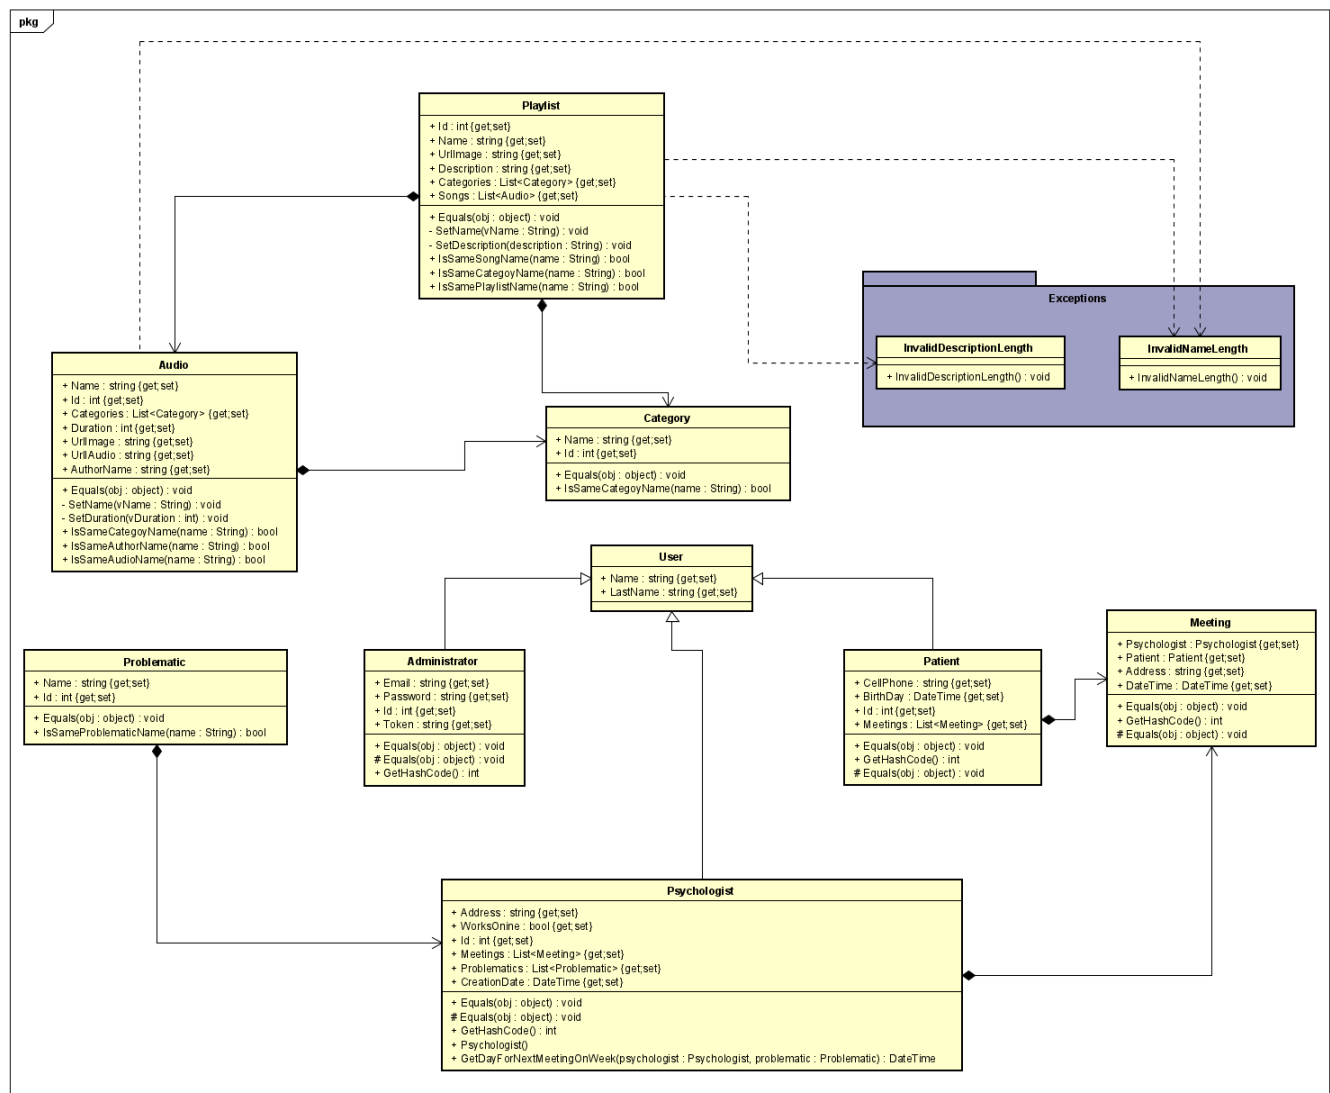 pkg
Playlist
+ Id : int {get;set}
+ Name : string {get;set}
+ UrlImage : string {get;set}
+ Description : string {get;set}
+ Categories : List<Category> {get;set}
+ Songs : List<Audio> {get;set}
+ Equals(obj : object) : void
- SetName(vName : String) : void
- SetDescription(description : String) : void
+ IsSameSongName(name : String) : bool
+ IsSameCategoyName(name : String) : bool
+ IsSamePlaylistName(name : String) : bool
Exceptions
InvalidDescriptionLength
+ InvalidDescriptionLength() : void
InvalidNameLength
+ InvalidNameLength() : void
Audio
+ Name : string {get;set}
+ Id : int {get;set}
+ Categories : List<Category> {get;set}
+ Duration : int {get;set}
+ UrlImage : string {get;set}
+ UrlAudio : string {get;set}
+ AuthorName : string {get;set}
+ Equals(obj : object) : void
- SetName(vName : String) : void
- SetDuration(vDuration : int) : void
+ IsSameCategoyName(name : String) : bool
+ IsSameAuthorName(name : String) : bool
+ IsSameAudioName(name : String) : bool
Category
+ Name : string {get;set}
+ Id : int {get;set}
+ Equals(obj : object) : void
+ IsSameCategoyName(name : String) : bool
User
+ Name : string {get;set}
+ LastName : string {get;set}
Meeting
+ Psychologist : Psychologist {get;set}
+ Patient : Patient {get;set}
+ Address : string {get;set}
+ DateTime : DateTime {get;set}
+ Equals(obj : object) : void
+ GetHashCode() : int
# Equals(obj : object) : void
Problematic
+ Name : string {get;set}
+ Id : int {get;set}
+ Equals(obj : object) : void
+ IsSameProblematicName(name : String) : bool
Administrator
+ Email : string {get;set}
+ Password : string {get;set}
+ Id : int {get;set}
+ Token : string {get;set}
+ Equals(obj : object) : void
# Equals(obj : object) : void
+ GetHashCode() : int
Patient
+ CellPhone : string {get;set}
+ BirthDay : DateTime {get;set}
+ Id : int {get;set}
+ Meetings : List<Meeting> {get;set}
+ Equals(obj : object) : void
+ GetHashCode() : int
# Equals(obj : object) : void
Psychologist
+ Address : string {get;set}
+ WorksOnine : bool {get;set}
+ Id : int {get;set}
+ Meetings : List<Meeting> {get;set}
+ Problematics : List<Problematic> {get;set}
+ CreationDate : DateTime {get;set}
+ Equals(obj : object) : void
# Equals(obj : object) : void
+ GetHashCode() : int
+ Psychologist()
+ GetDayForNextMeetingOnWeek(psychologist : Psychologist, problematic : Problematic) : DateTime